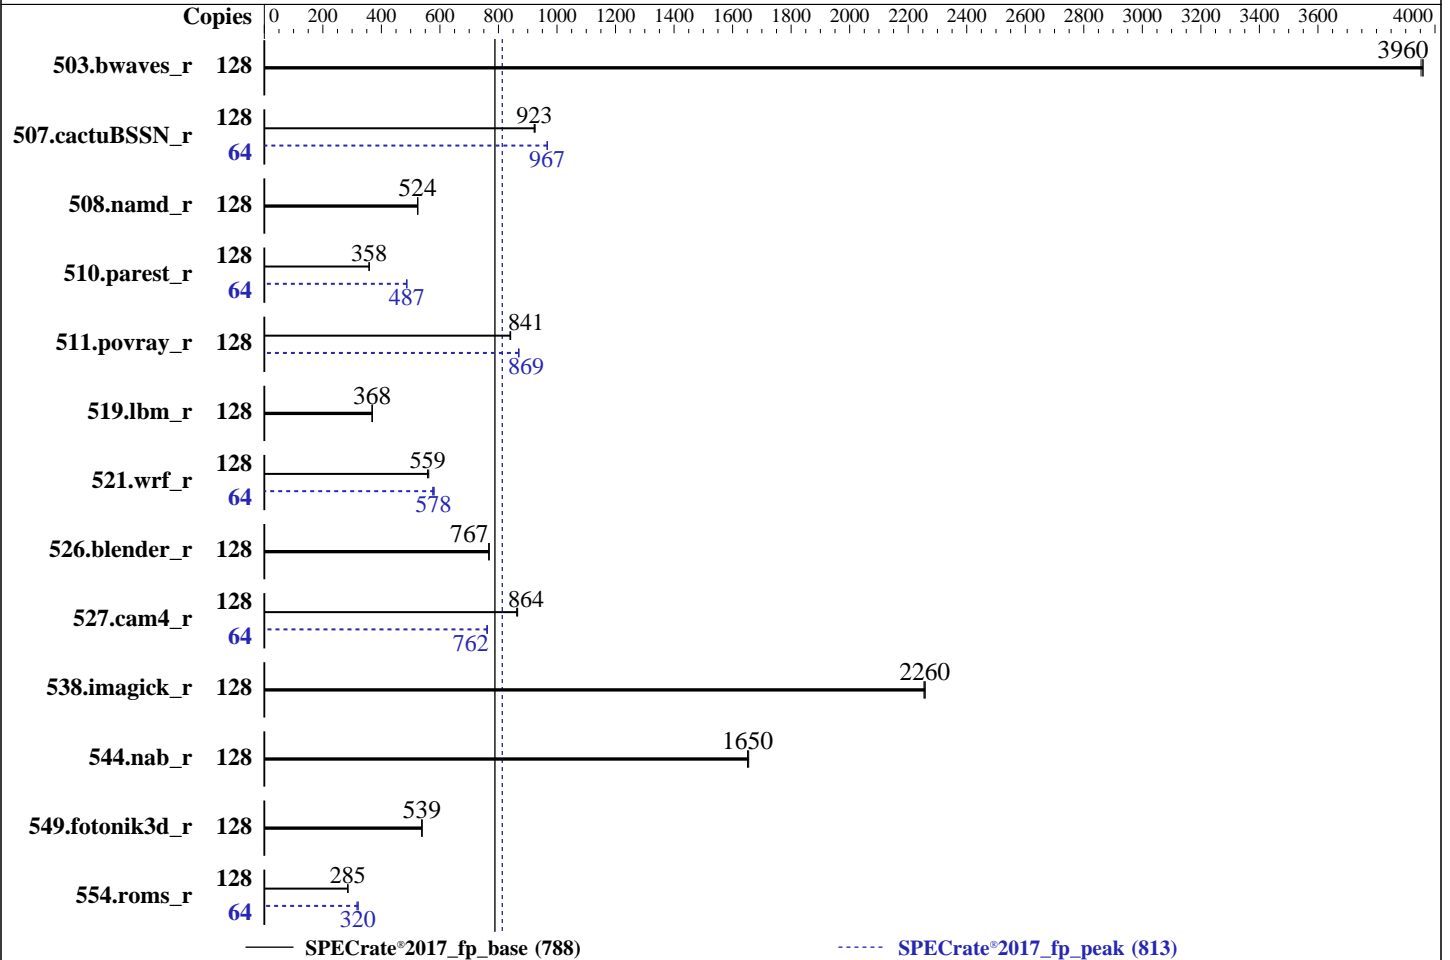 Copies 0 200 400 600 800 1000 1200 1400 1600 1800 2000 2200 2400 2600 2800 3000 3200 3400 3600 4000
503.bwaves_r 128 3960
507.cactuBSSN_r 128 923
64 967
508.namd_r 128 524
510.parest_r 128 358
64 487
511.povray_r 128 841
869
519.lbm_r 128 368
521.wrf_r 128 559
64 578
526.blender_r 128 767
527.cam4_r 128 864
64 762
538.imagick_r 128 2260
544.nab_r 128 1650
549.fotonik3d_r 128 539
554.roms_r 128 285
64 320
SPECrate®2017_fp_base (788) SPECrate®2017_fp_peak (813)